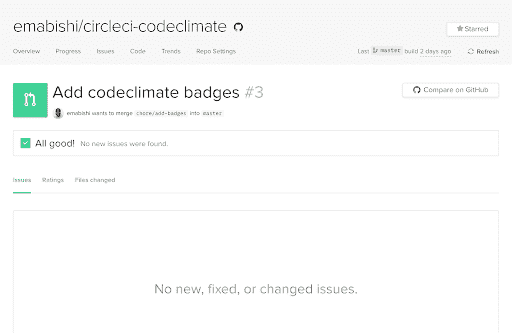 emabishi/circleci-codeclimate
Starred
Overview Progress Issues Code Trends Repo Settings
Last master build 2 days ago Refresh
Add codeclimate badges #3
Compare on GitHub
emabishi wants to merge chore/add-badges into master
All good! No new issues were found.
Issues Ratings Files changed
No new, fixed, or changed issues.